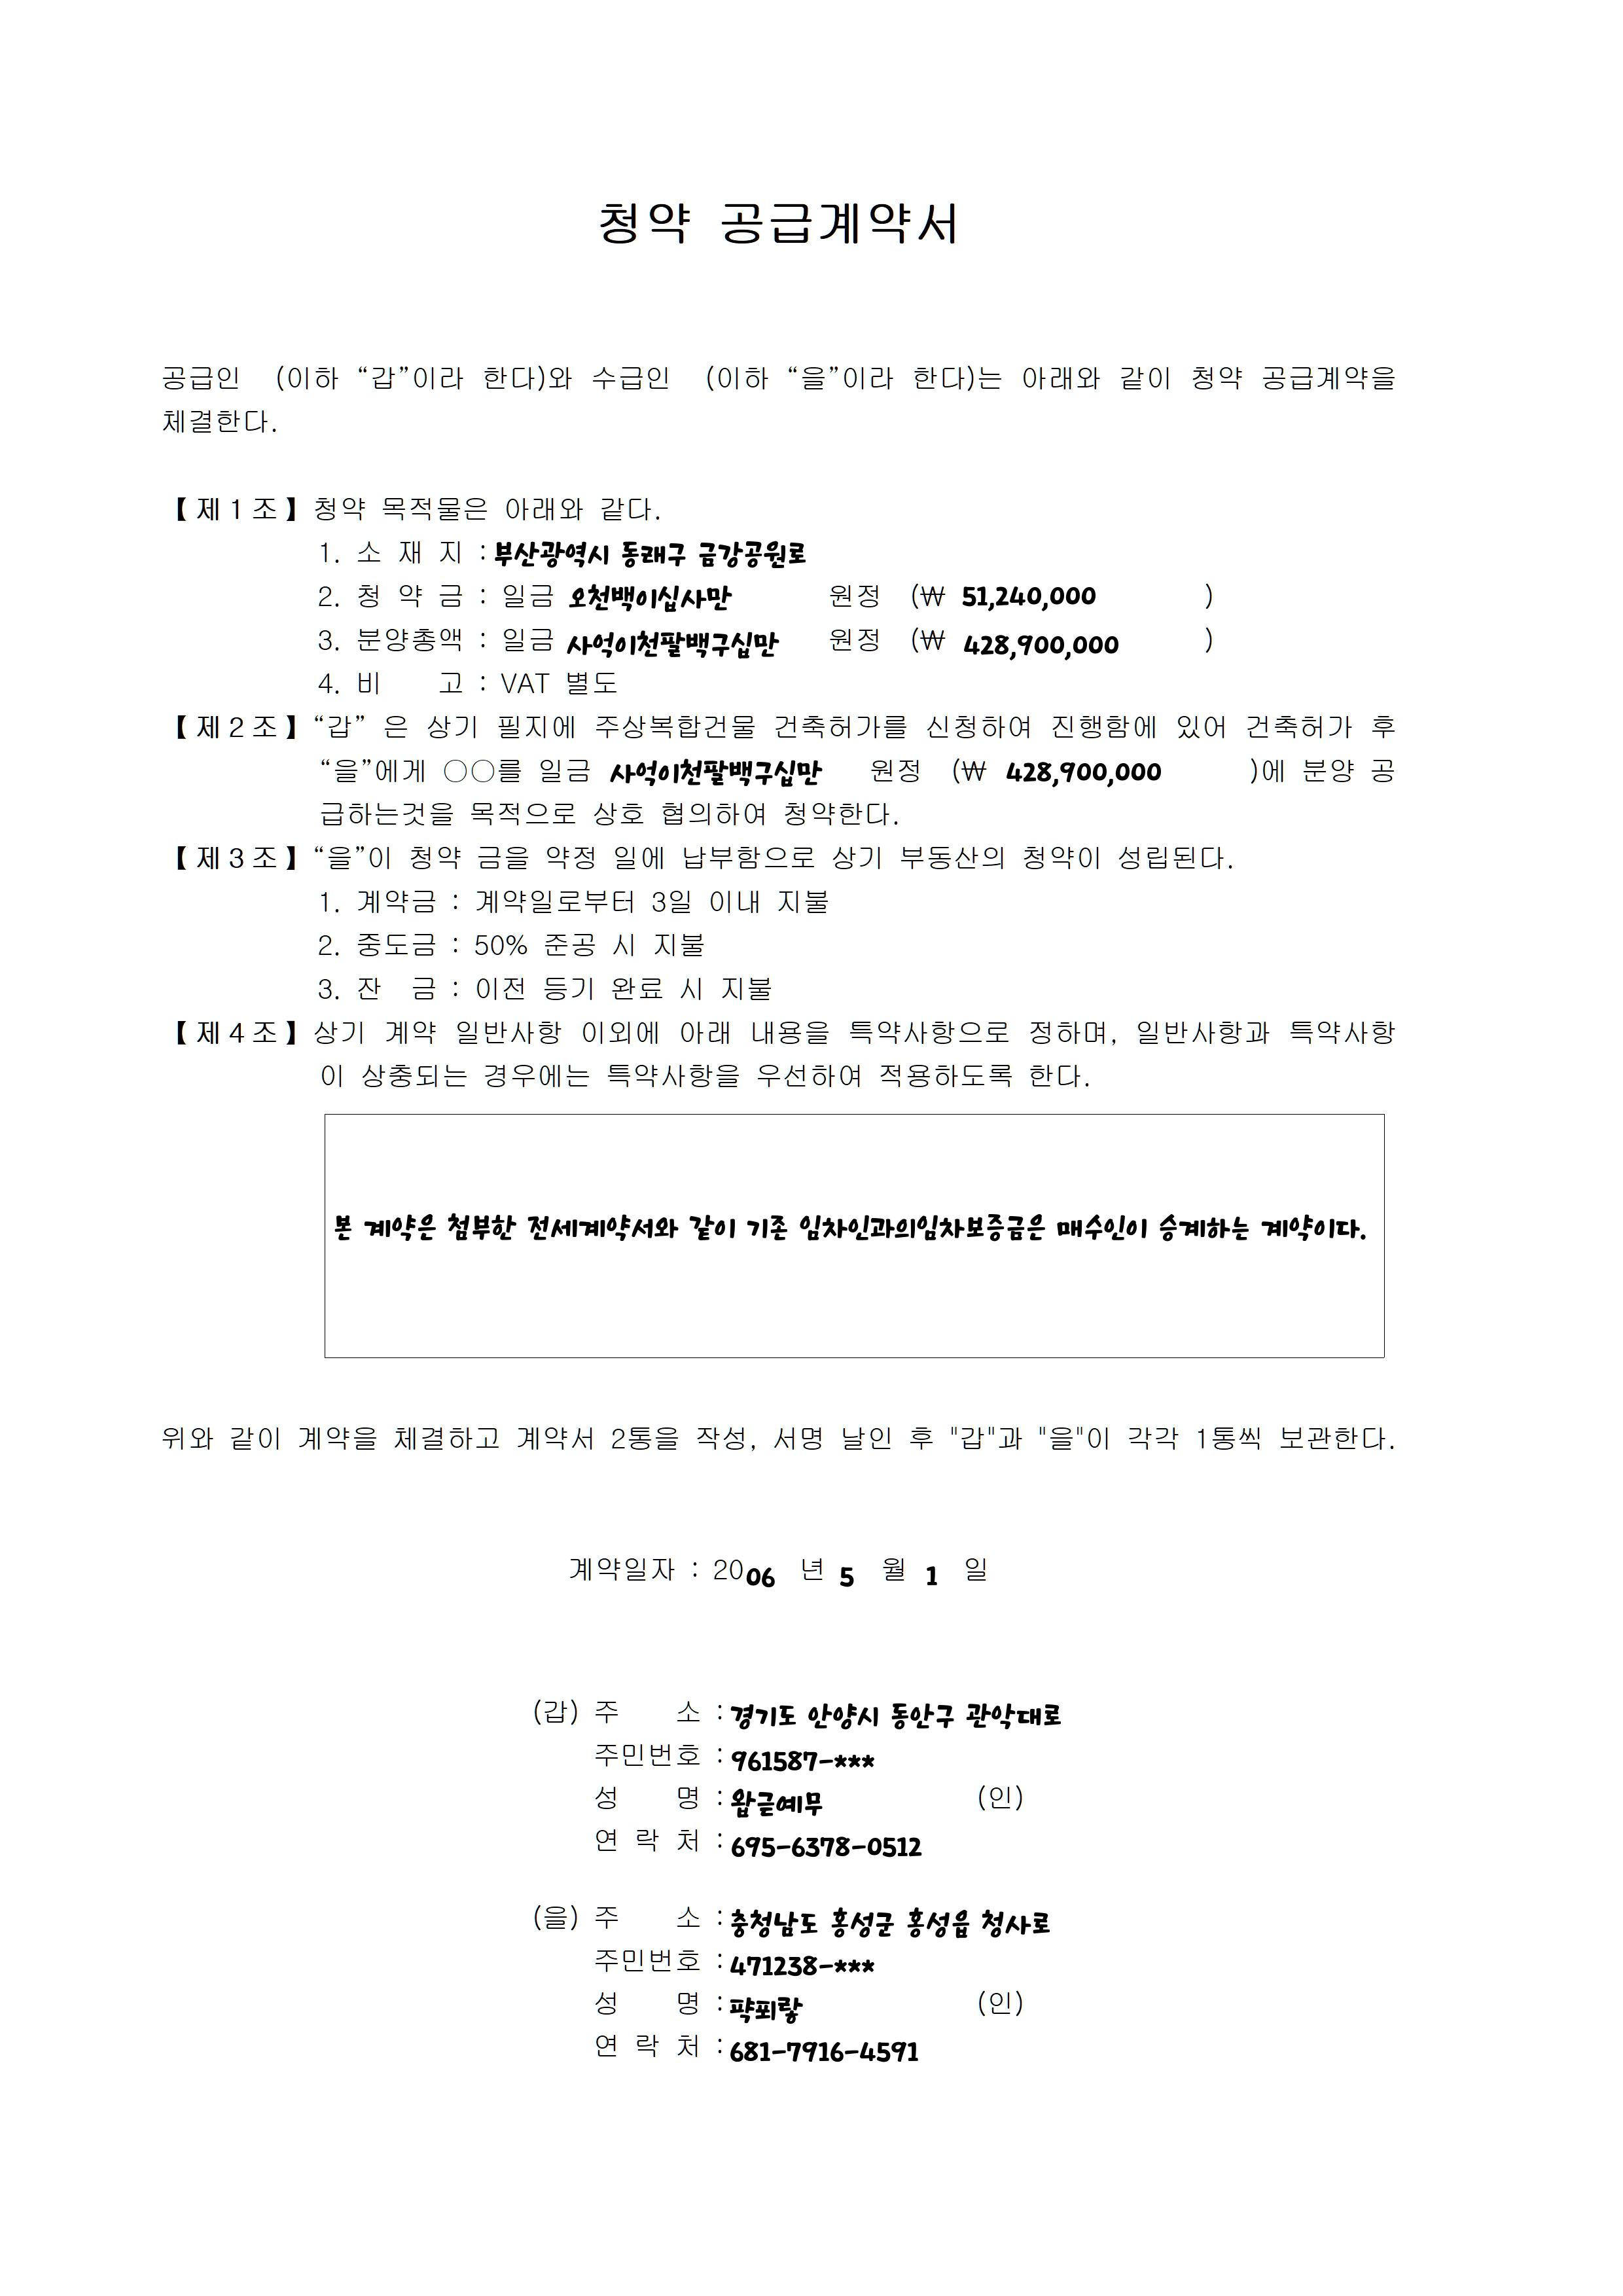 청약 공급계약서
공급인 (이하 “갑”이라 한다)와 수급인 (이하 “을”이라 한다)는 아래와 같이 청약 공급계약을
체결한다.
【제1조】청약 목적물은 아래와 같다.
1. 소 재 지 : 부산광역시 동래구 금강공원로
2. 청 약 금 : 일금 오천백이십사만 원정 (₩ 51,240,000 )
3. 분양총액 : 일금 사억이천팔백구십만 원정 (₩ 428,900,000 )
4. 비 고 : VAT 별도
【제2조】“갑” 은 상기 필지에 주상복합건물 건축허가를 신청하여 진행함에 있어 건축허가 후
“을”에게 ○○를 일금 사억이천팔백구십만 원정 (₩ 428,900,000 )에 분양 공
급하는것을 목적으로 상호 협의하여 청약한다.
【제3조】“을”이 청약 금을 약정 일에 납부함으로 상기 부동산의 청약이 성립된다.
1. 계약금 : 계약일로부터 3일 이내 지불
2. 중도금 : 50% 준공 시 지불
3. 잔 금 : 이전 등기 완료 시 지불
【제4조】상기 계약 일반사항 이외에 아래 내용을 특약사항으로 정하며, 일반사항과 특약사항
이 상충되는 경우에는 특약사항을 우선하여 적용하도록 한다.
본 계약은 첨부한 전세계약서와 같이 기존 임차인과의임차보증금은 매수인이 승계하는 계약이다.
위와 같이 계약을 체결하고 계약서 2통을 작성, 서명 날인 후 "갑"과 "을"이 각각 1통씩 보관한다.
계약일자 : 2006 년 5 월 1 일
(갑) 주 소 : 경기도 안양시 동안구 관악대로
주민번호 : 961587-***
성 명 : 왑귿예무 (인)
연 락 처 : 695-6378-0512
(을) 주 소 : 충청남도 홍성군 홍성읍 청사로
주민번호 : 471238-***
성 명 : (인)
연 락 처 : 681-7916-4591